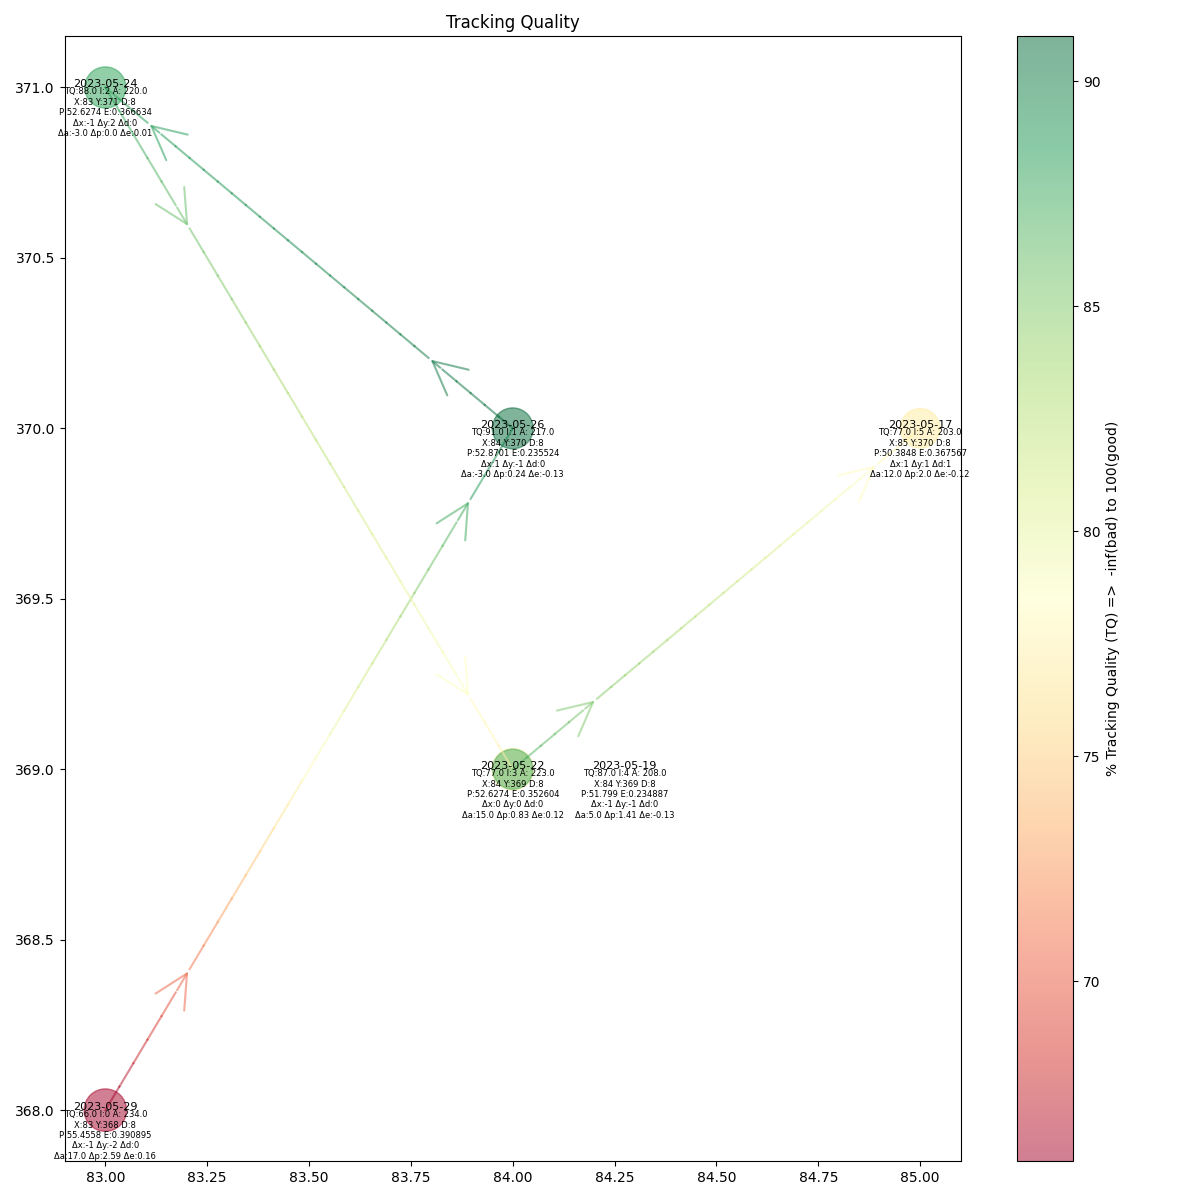 Tracking Quality
371.0
370.5
370.0
369.5
369.0
368.5
368.0
2023-05-24
TQ:88.0 I:2 A: 220.0
X:83 Y:371 D:8
P:52.6274 E:0.366634
Δx:-1 Δy:2 Δd:0
Δa:-3.0 Δp:0.0 Δe:0.01
2023-05-26
TQ:91.0 I:1 A: 217.0
X:84 Y:370 D:8
P:52.8701 E:0.235524
Δx:1 Δy:-1 Δd:0
Δa:-3.0 Δp:0.24 Δe:-0.13
2023-05-17
TQ:77.0 I:5 A: 203.0
X:85 Y:370 D:8
P:50.3848 E:0.367567
Δx:1 Δy:1 Δd:1
Δa:12.0 Δp:2.0 Δe:-0.12
2023-05-22
TQ:77.0 I:3 A: 223.0
X:84 Y:369 D:8
P:52.6274 E:0.352604
Δx:0 Δy:0 Δd:0
Δa:15.0 Δp:0.83 Δe:0.12
2023-05-19
TQ:87.0 I:4 A: 208.0
X:84 Y:369 D:8
P:51.799 E:0.234887
Δx:-1 Δy:-1 Δd:0
Δa:5.0 Δp:1.41 Δe:-0.13
2023-05-29
TQ:66.0 I:0 A: 234.0
X:83 Y:368 D:8
P:55.4558 E:0.390895
Δx:-1 Δy:-2 Δd:0
Δa:17.0 Δp:2.59 Δe:0.16
83.00 83.25 83.50 83.75 84.00 84.25 84.50 84.75 85.00
90
85
80
75
70
% Tracking Quality (TQ) =>  -inf(bad) to 100(good)